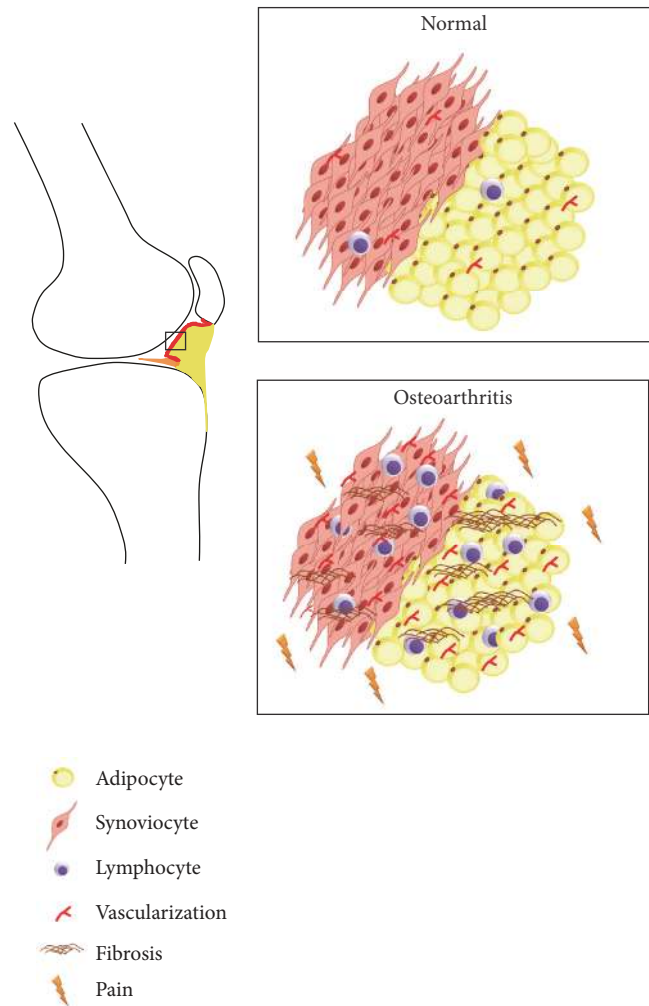 Normal
Osteoarthritis
Adipocyte
Synoviocyte
Lymphocyte
Vascularization
Fibrosis
Pain